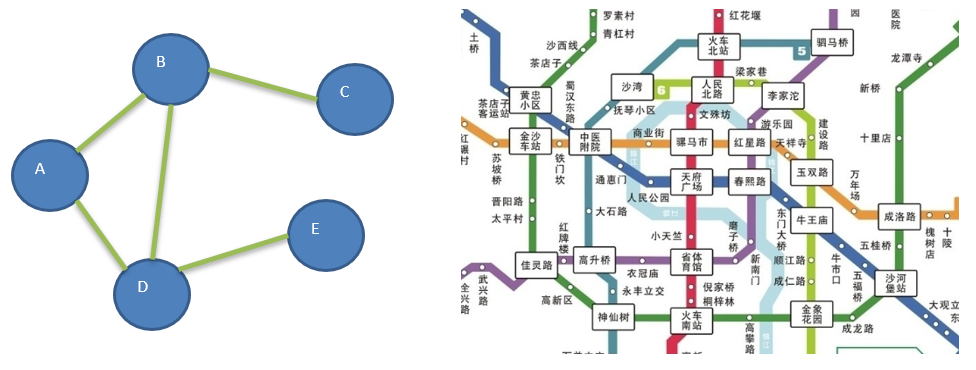 A
B
C
D
E
罗素村
青杠村
沙西线
茶店子
土桥
黄忠
小区
茶店子
客运站
蜀汉东路
沙湾
抚琴小区
火车
北站
红花堰
5
驷马桥
园
医院
龙潭寺
新桥
6
人民
北路
梁家巷
李家沱
文殊坊
游乐园
建设路
十里店
金沙
车站
中医
附院
商业街
骡马市
红星路
天祥寺
苏坡桥
铁门坎
通惠门
人民公园
天府
广场
春熙路
玉双路
万年场
晋阳路
太平村
大石路
小天竺
磨子桥
东门大桥
牛王庙
成洛路
槐树店
十陵
红牌楼
佳灵路
高升桥
衣冠庙
省体
育馆
新南门
顺江路
成仁路
牛市口
五桂桥
五福桥
沙河
堡站
全兴路
武兴路
高新区
永丰立交
倪家桥
桐梓林
神仙树
火车
南站
高攀路
金象
花园
成龙路
大观立
东